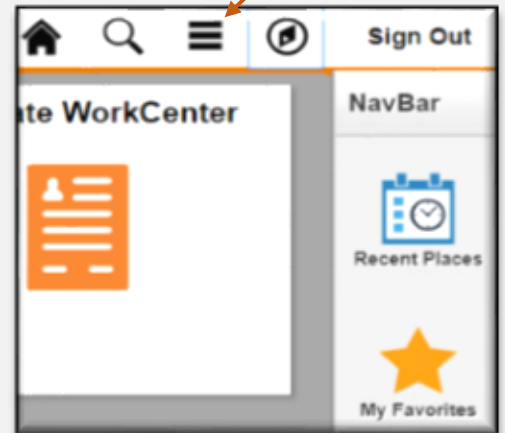 Sign Out
ate WorkCenter
NavBar
Recent Places
My Favorites